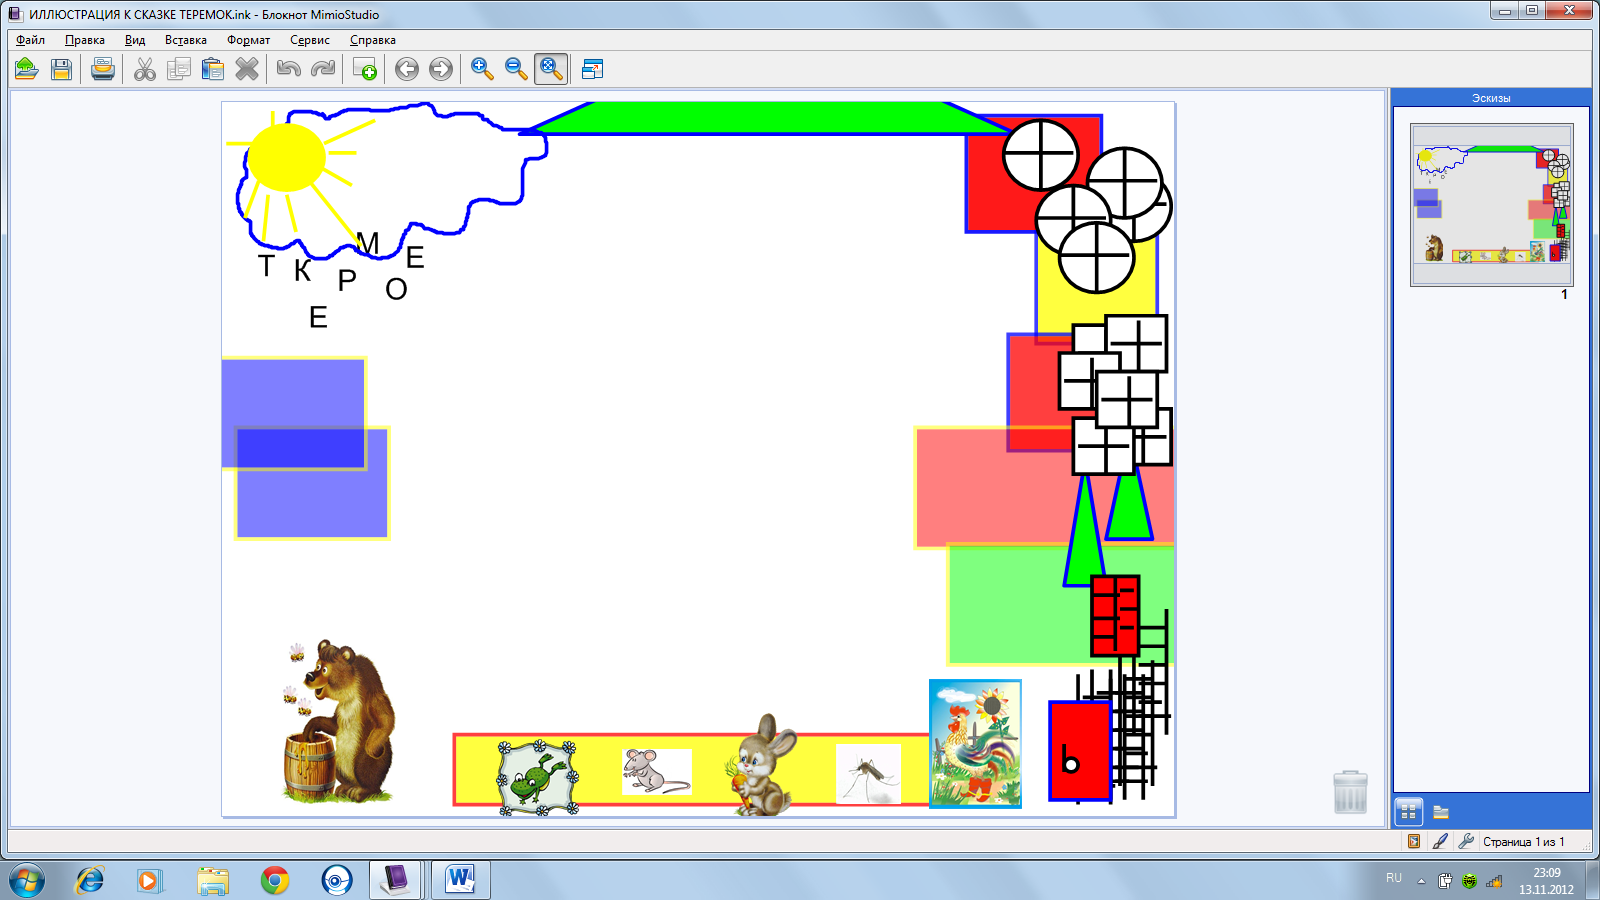 ИЛЛЮСТРАЦИЯ К СКАЗКЕ ТЕРЕМОК.ink - Блокнот MimioStudio
Файл Правка Вид Вставка Формат Сервис Справка
Эскизы
М
Е
Т
К
Р
О
Е
1
Страница 1 из 1
RU
23:09
13.11.2012